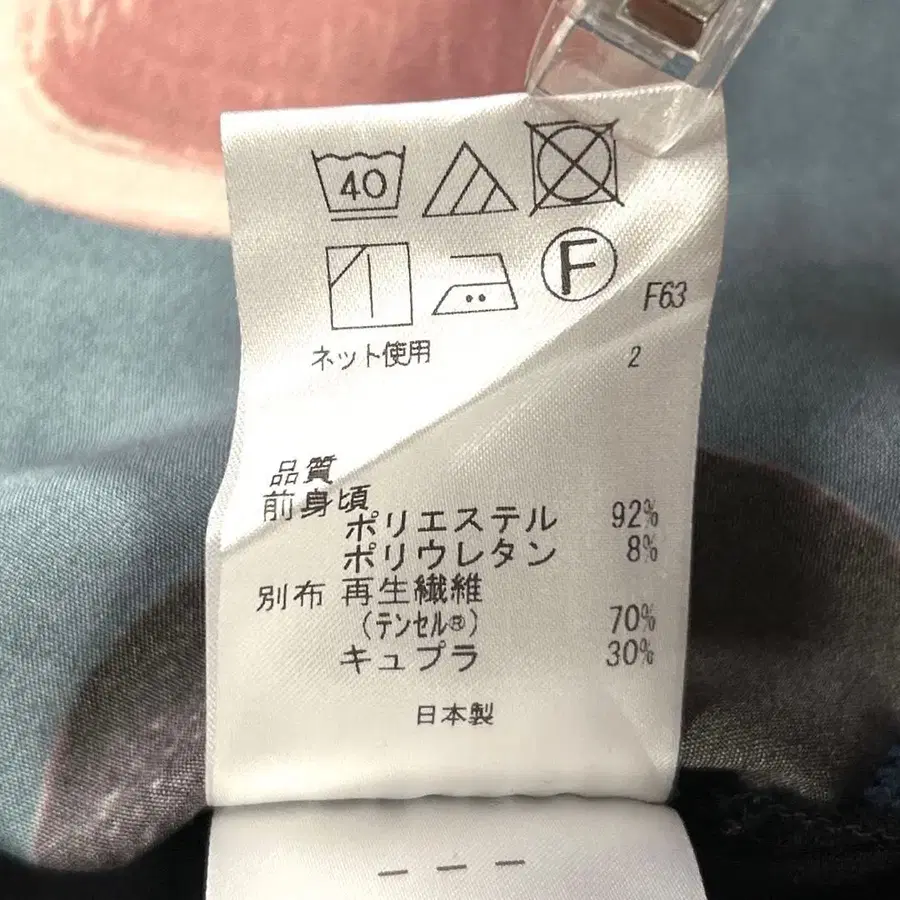 40
F
F63
ネット使用 2
品質
前身頃
ポリエステル 92%
ポリウレタン 8%
別布 再生繊維
(テンセル®) 70%
キュプラ 30%
日本製